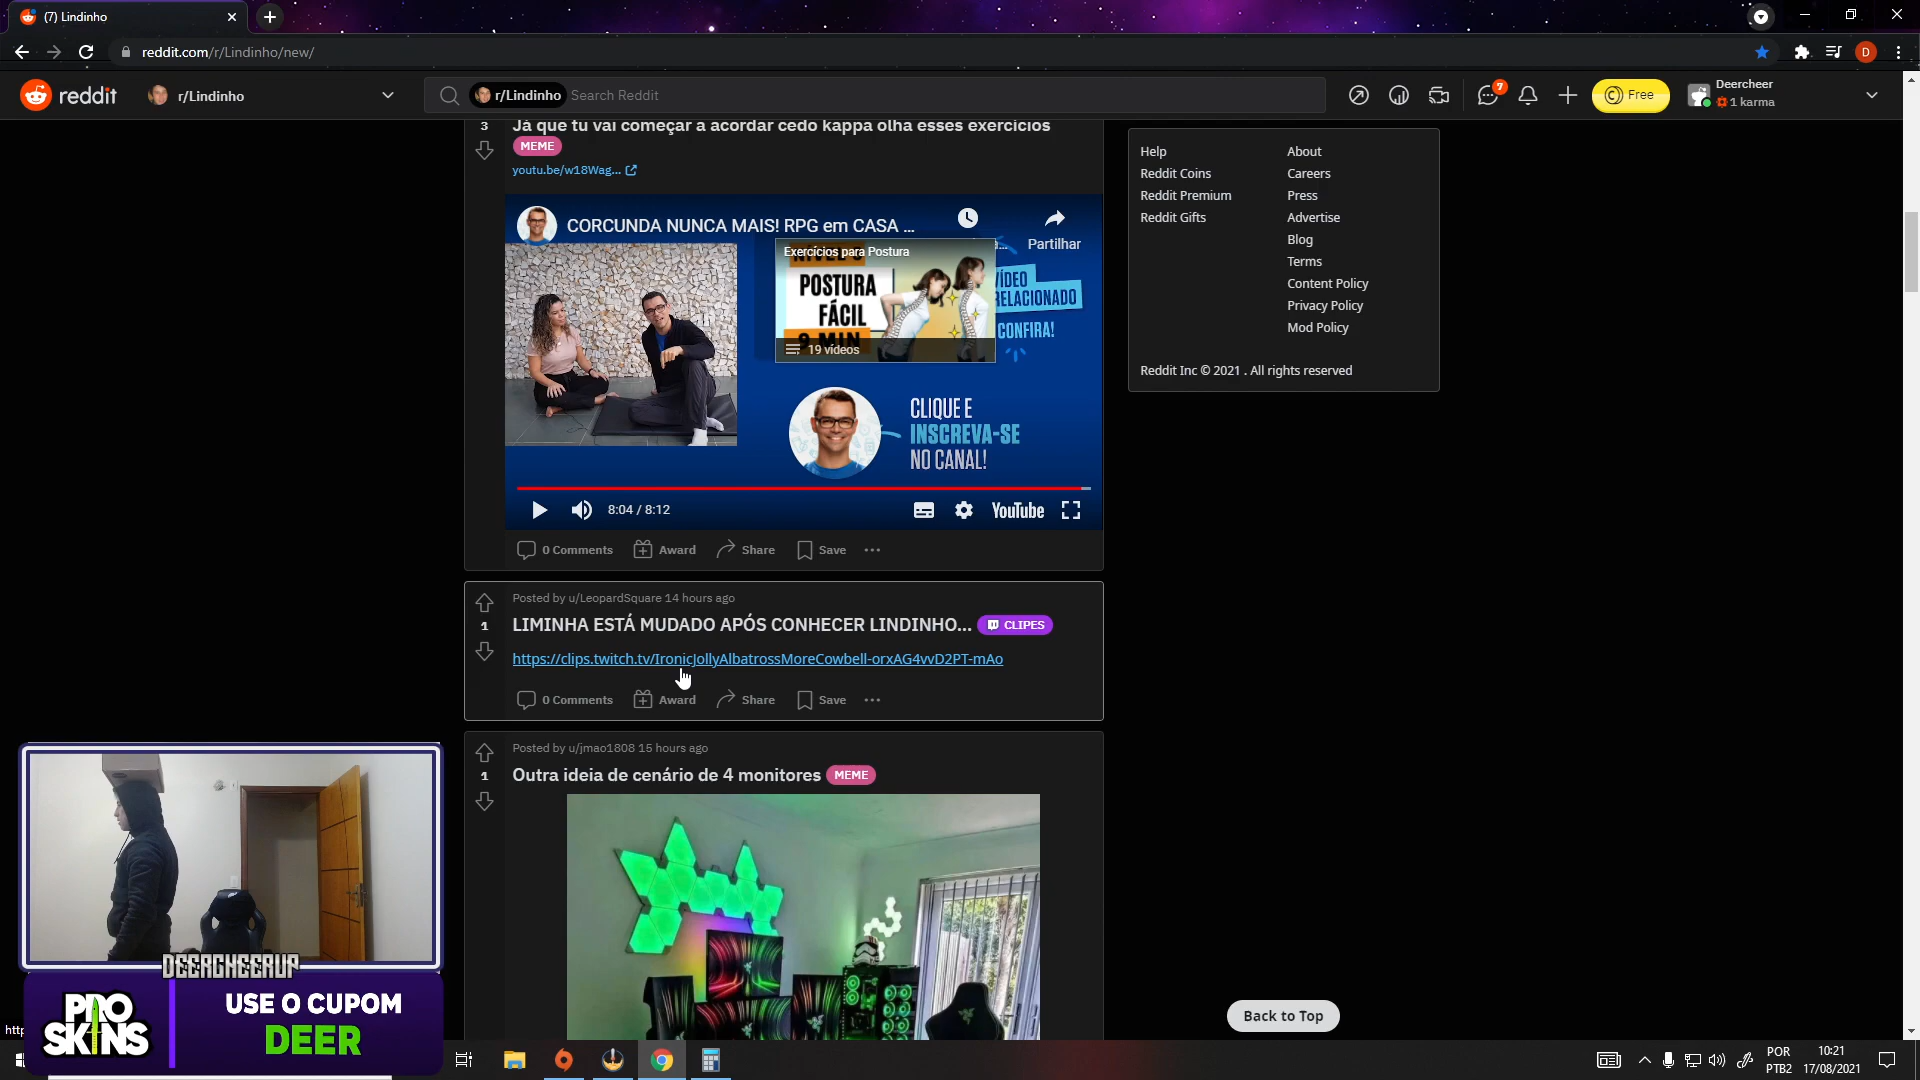 (7) Lindinho
reddit.com/r/Lindinho/new/
D
reddit
r/Lindinho
r/Lindinho Search Reddit
7
Free
Deercheer
1 karma
3
Já que tu vai começar a acordar cedo kappa olha esses exercícios
MEME
youtu.be/w18Wag...
CORCUNDA NUNCA MAIS! RPG em CASA ...
Partilhar
Exercícios para Postura
POSTURA
FÁCIL
9 MIN
19 vídeos
VÍDEO
RELACIONADO
CONFIRA!
CLIQUE E
INSCREVA-SE
NO CANAL!
8:04 / 8:12
YouTube
0 Comments Award Share Save
Help
Reddit Coins
Reddit Premium
Reddit Gifts
About
Careers
Press
Advertise
Blog
Terms
Content Policy
Privacy Policy
Mod Policy
Reddit Inc © 2021 . All rights reserved
Posted by u/LeopardSquare 14 hours ago
1
LIMINHA ESTÁ MUDADO APÓS CONHECER LINDINHO... CLIPES
https://clips.twitch.tv/IronicJollyAlbatrossMoreCowbell-orxAG4vvD2PT-mAo
0 Comments Award Share Save
Posted by u/jmao1808 15 hours ago
1
Outra ideia de cenário de 4 monitores MEME
Back to Top
DEERCHEERUP
PRO
SKINS
USE O CUPOM
DEER
http
POR
PTB2
10:21
17/08/2021